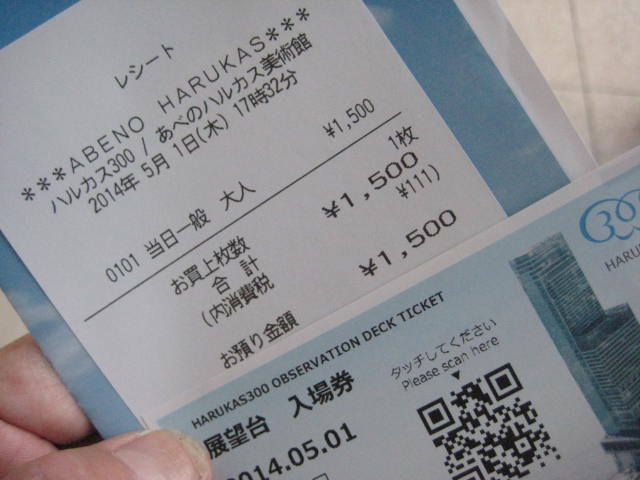 レシート
***ABENO HARUKAS***
ハルカス300 / あべのハルカス美術館
2014年 5月 1日(木) 17時32分
0101 当日一般 大人 ¥1,500
お買上枚数 1枚
合 計 ¥1,500
(内消費税 ¥111)
お預り金額 ¥1,500
HARUKAS300 OBSERVATION DECK TICKET
展望台 入場券
2014.05.01
タッチしてください
Please scan here
300